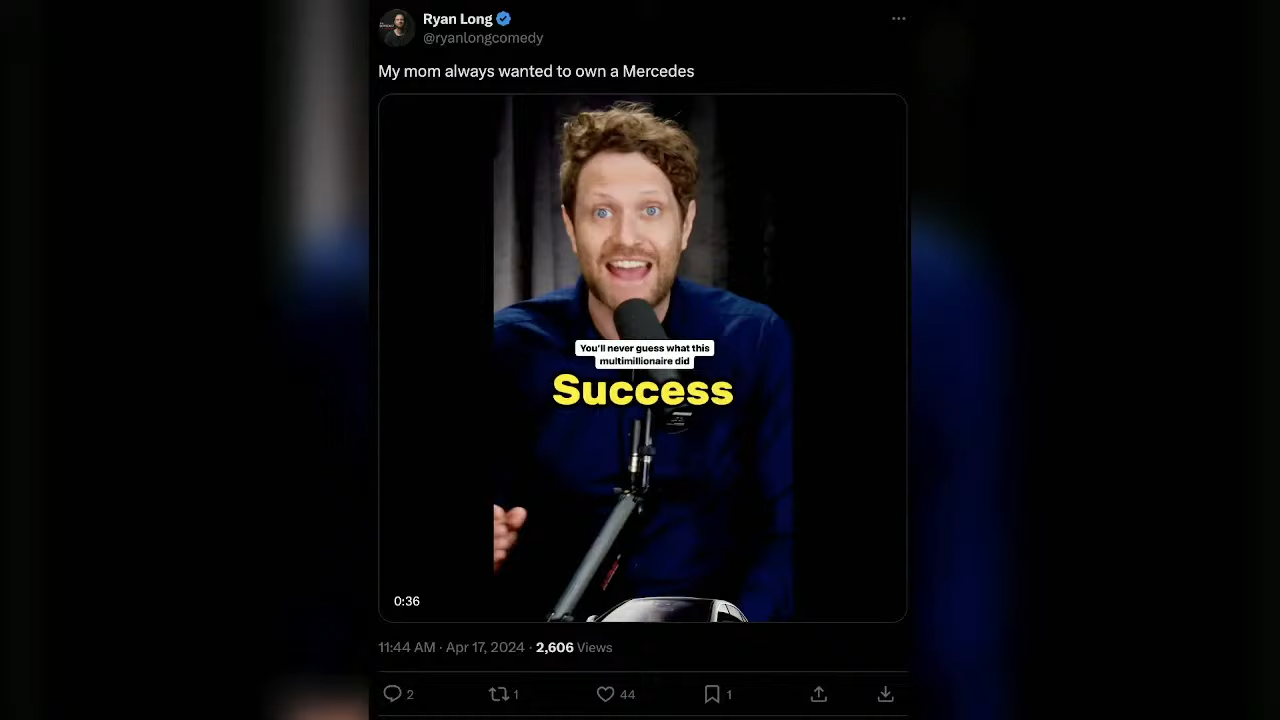 Ryan Long
@ryanlongcomedy
My mom always wanted to own a Mercedes
You'll never guess what this
multimillionaire did
Success
0:36
11:44 AM · Apr 17, 2024 · 2,606 Views
2
1
44
1